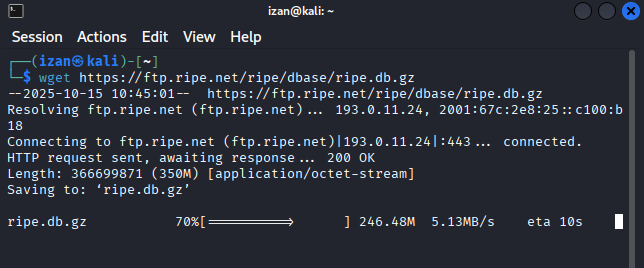 izan@kali: ~
Session Actions Edit View Help
┌──(izan㉿kali)-[~]
└─$ wget https://ftp.ripe.net/ripe/dbase/ripe.db.gz
--2025-10-15 10:45:01-- https://ftp.ripe.net/ripe/dbase/ripe.db.gz
Resolving ftp.ripe.net (ftp.ripe.net)... 193.0.11.24, 2001:67c:2e8:25::c100:b
18
Connecting to ftp.ripe.net (ftp.ripe.net)|193.0.11.24|:443... connected.
HTTP request sent, awaiting response... 200 OK
Length: 366699871 (350M) [application/octet-stream]
Saving to: ‘ripe.db.gz’
ripe.db.gz 70%[==========> ] 246.48M 5.13MB/s eta 10s